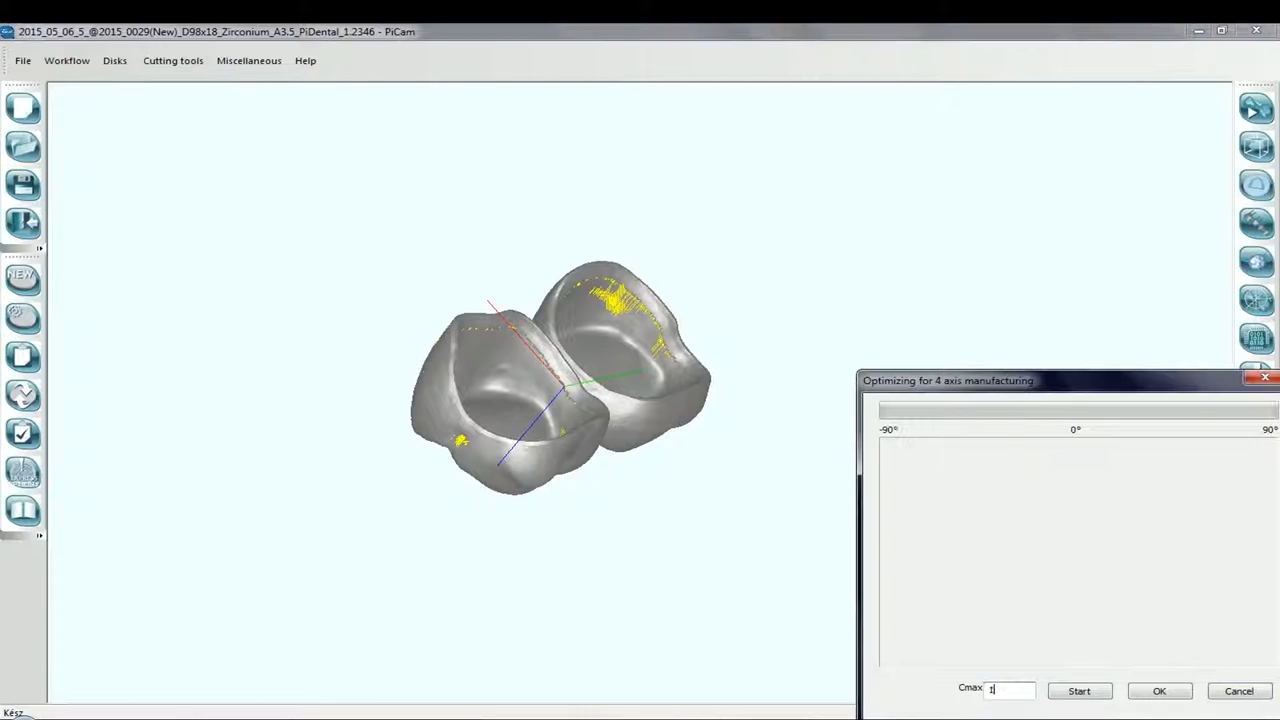 2015_05_06_5_@2015_0029(New)_D98x18_Zirconium_A3.5_PiDental_1.2346 - PiCam
File Workflow Disks Cutting tools Miscellaneous Help
NEW
Optimizing for 4 axis manufacturing
-90° 0° 90°
Cmax Start OK Cancel
Kész